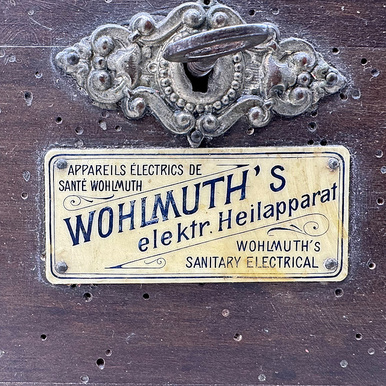 APPAREILS ÉLECTRICS DE
SANTÉ WOHLMUTH
WOHLMUTH'S
elektr. Heilapparat
WOHLMUTH'S
SANITARY ELECTRICAL